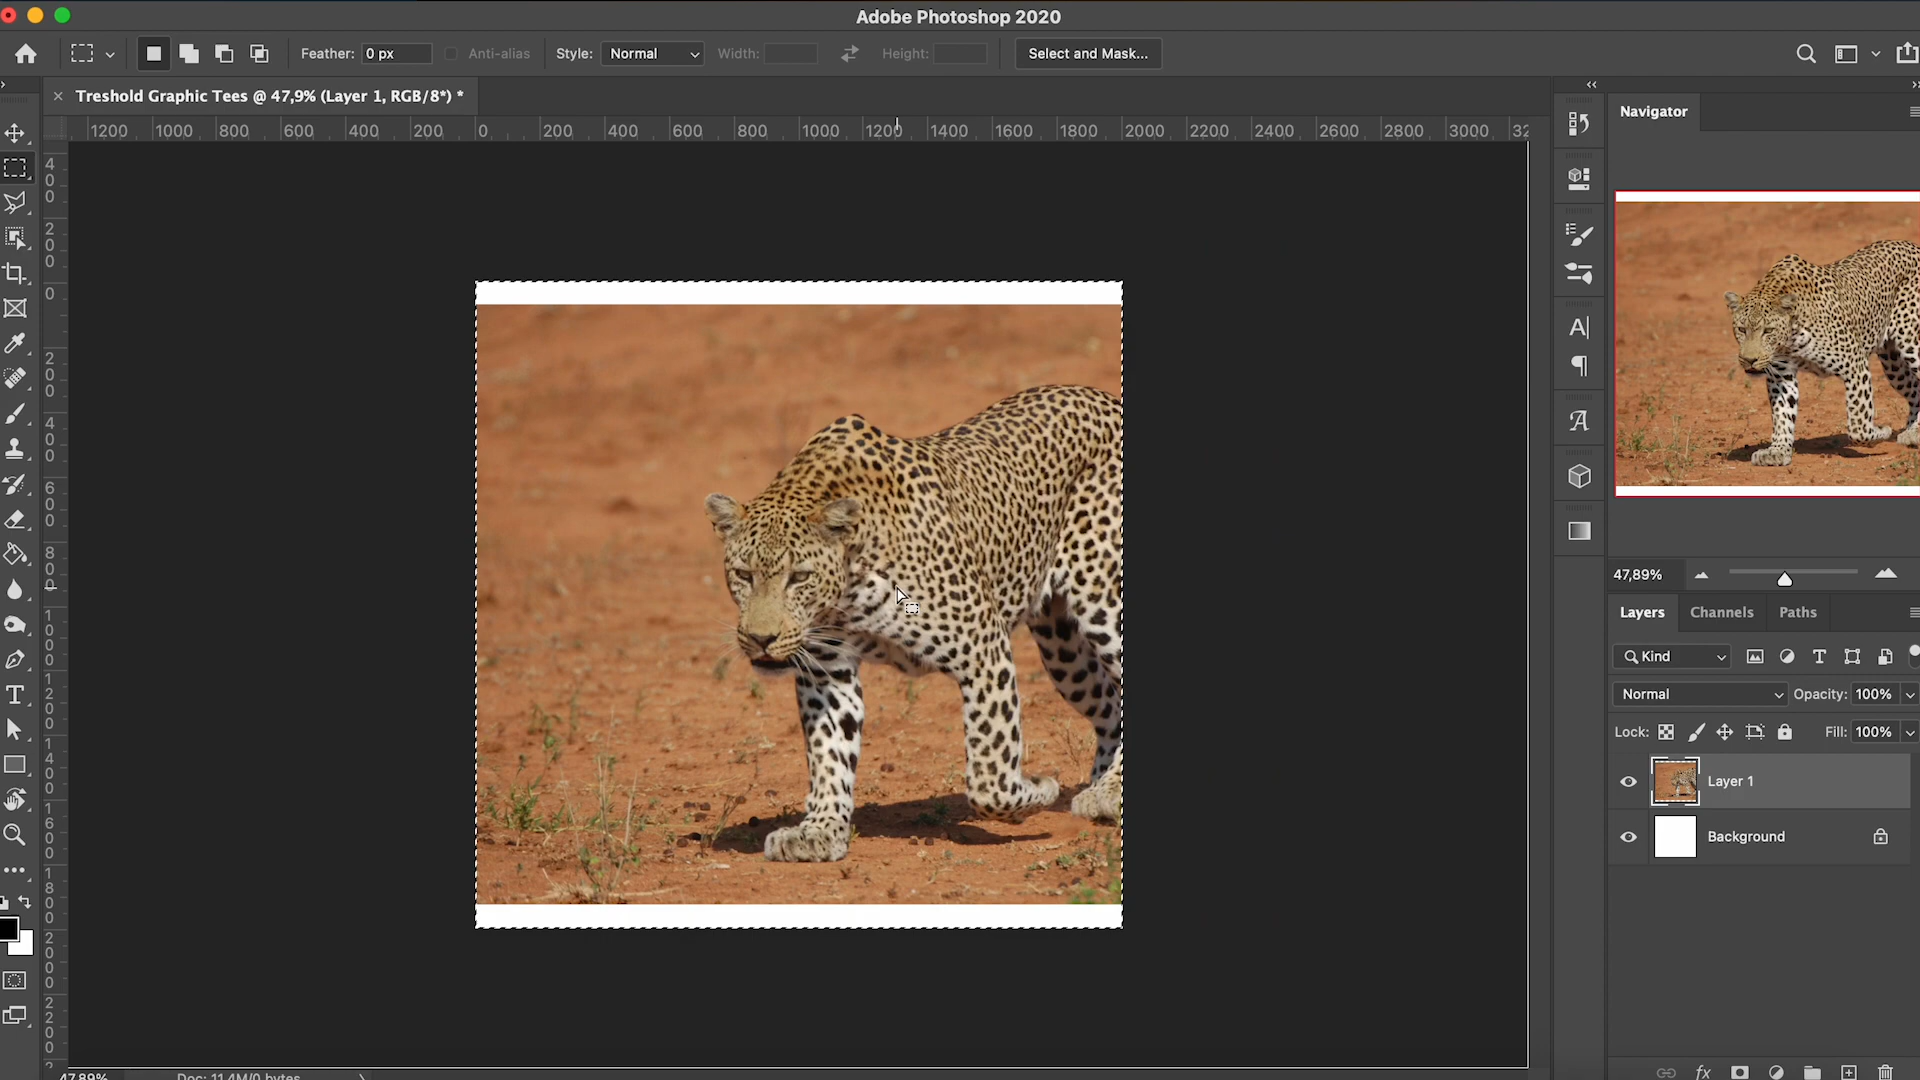 Adobe Photoshop 2020
Feather: 0 px Anti-alias Style: Normal Width: Height: Select and Mask...
× Treshold Graphic Tees @ 47,9% (Layer 1, RGB/8*) *
1200 1000 800 600 400 200 0 200 400 600 800 1000 1200 1400 1600 1800 2000 2200 2400 2600 2800 3000
400
200
0
200
400
600
800
1000
1200
1400
1600
1800
2000
2200
Navigator
47,89%
Layers Channels Paths
Kind
Normal Opacity: 100%
Lock: Fill: 100%
Layer 1
Background
fx
47,89% Doc: 11,4M/0 bytes